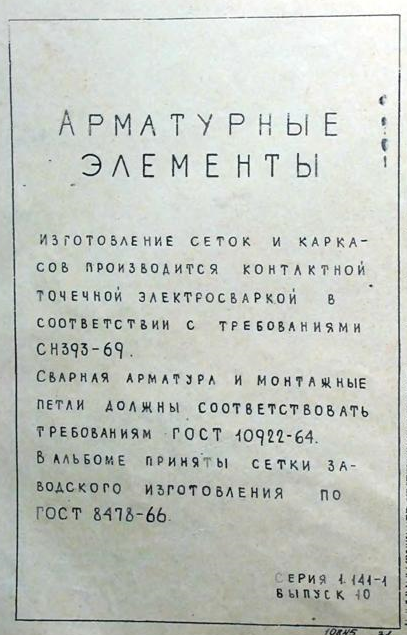 АРМАТУРНЫЕ
ЭЛЕМЕНТЫ
ИЗГОТОВЛЕНИЕ СЕТОК И КАРКА-
СОВ ПРОИЗВОДИТСЯ КОНТАКТНОЙ
ТОЧЕЧНОЙ ЭЛЕКТРОСВАРКОЙ В
СООТВЕТСТВИИ С ТРЕБОВАНИЯМИ
СН393-69.
СВАРНАЯ АРМАТУРА И МОНТАЖНЫЕ
ПЕТЛИ ДОЛЖНЫ СООТВЕТСТВОВАТЬ
ТРЕБОВАНИЯМ ГОСТ 10922-64.
В АЛЬБОМЕ ПРИНЯТЫ СЕТКИ ЗА-
ВОДСКОГО ИЗГОТОВЛЕНИЯ ПО
ГОСТ 8478-66.
СЕРИЯ 1.141-1
ВЫПУСК 10